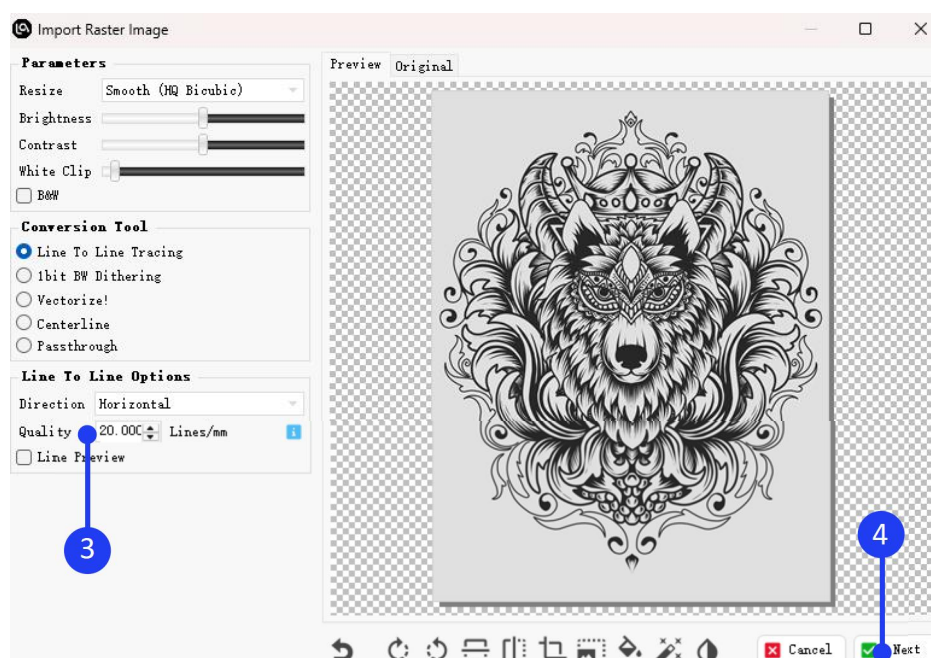 Import Raster Image
Parameters
Resize Smooth (HQ Bicubic)
Brightness
Contrast
White Clip
B&W
Conversion Tool
Line To Line Tracing
1bit BW Dithering
Vectorize!
Centerline
Passthrough
Line To Line Options
Direction Horizontal
Quality 20.000 Lines/mm
Line Preview
3
Preview Original
4
Cancel Next